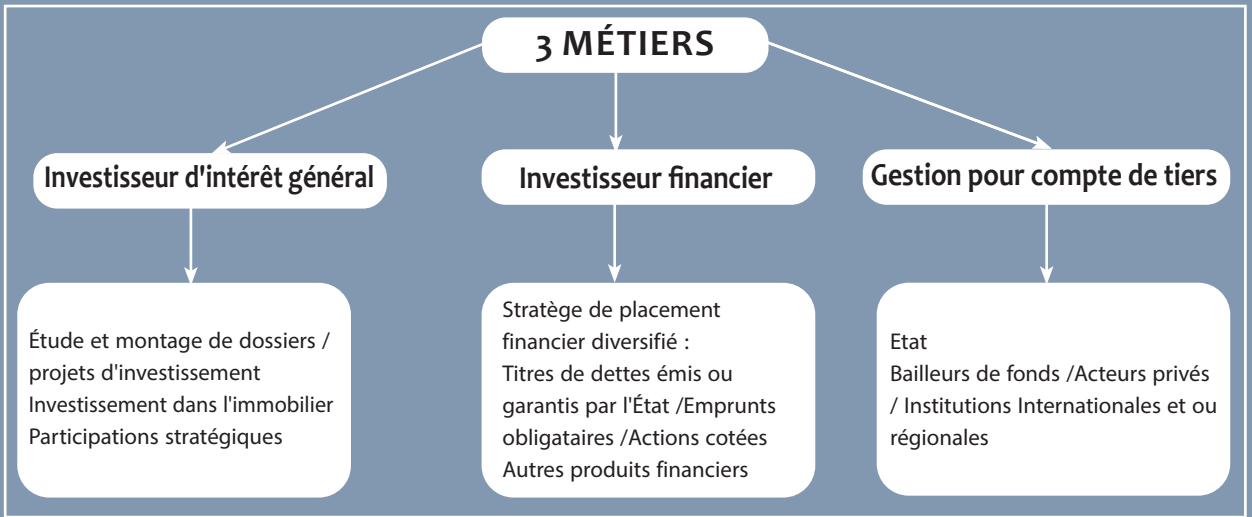 3 MÉTIERS
Investisseur d'intérêt général
Investisseur financier
Gestion pour compte de tiers
Étude et montage de dossiers /
projets d'investissement
Investissement dans l'immobilier
Participations stratégiques
Stratège de placement
financier diversifié :
Titres de dettes émis ou
garantis par l'État /Emprunts
obligataires /Actions cotées
Autres produits financiers
Etat
Bailleurs de fonds /Acteurs privés
/ Institutions Internationales et ou
régionales